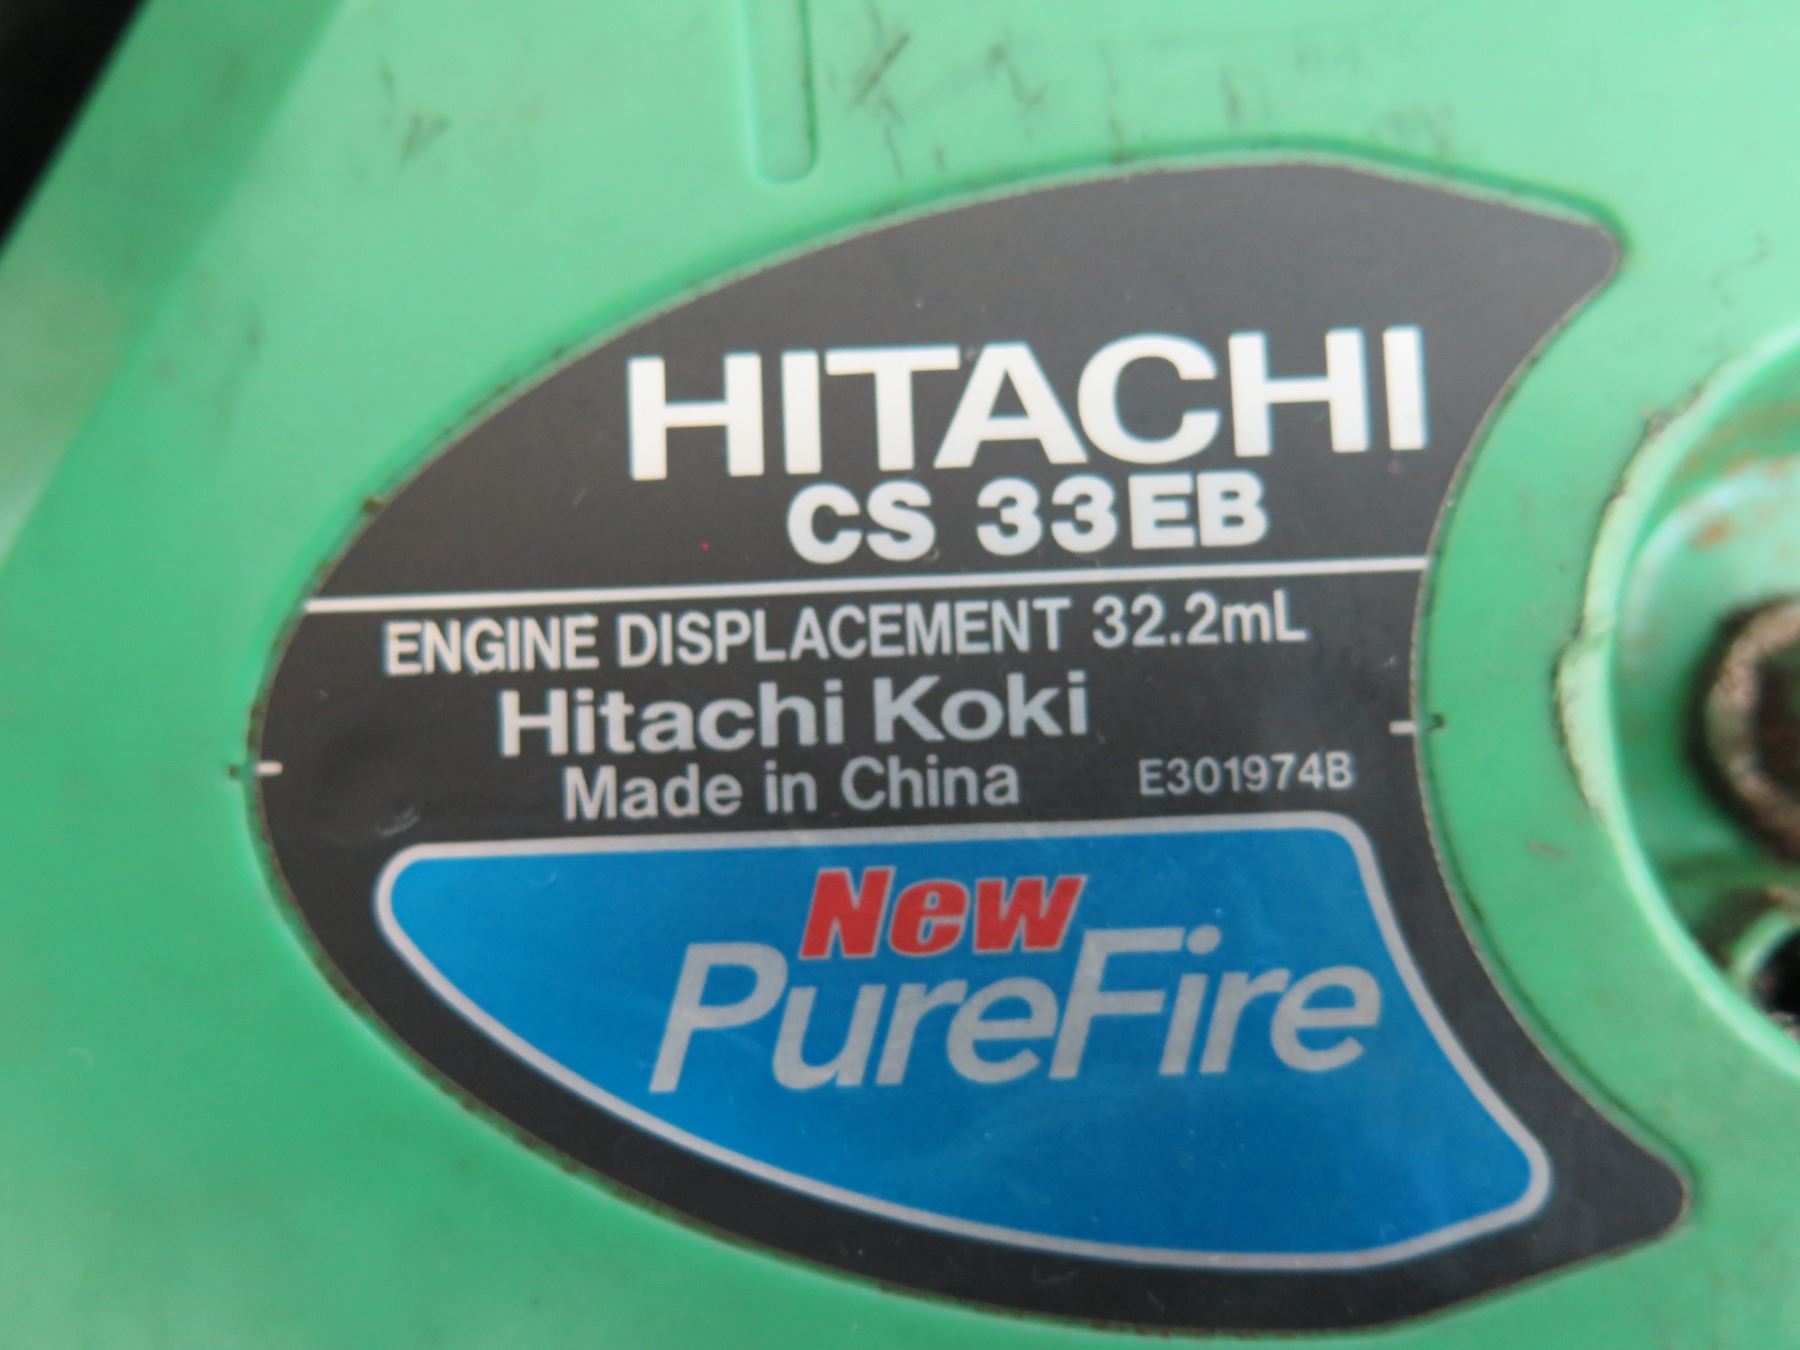 HITACHI
CS 33EB
ENGINE DISPLACEMENT 32.2mL
Hitachi Koki
Made in China E301974B
New
PureFire